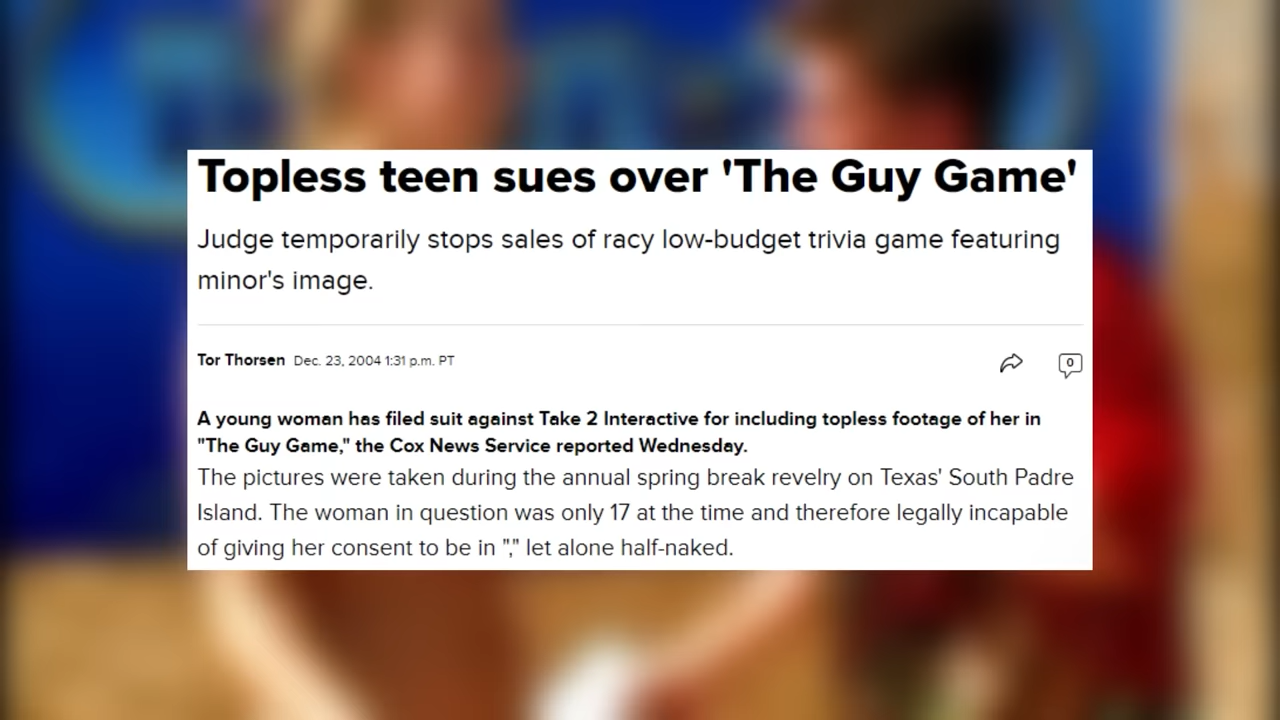 Topless teen sues over 'The Guy Game'
Judge temporarily stops sales of racy low-budget trivia game featuring
minor's image.
Tor Thorsen Dec. 23, 2004 1:31 p.m. PT
0
A young woman has filed suit against Take 2 Interactive for including topless footage of her in
"The Guy Game," the Cox News Service reported Wednesday.
The pictures were taken during the annual spring break revelry on Texas' South Padre
Island. The woman in question was only 17 at the time and therefore legally incapable
of giving her consent to be in "," let alone half-naked.